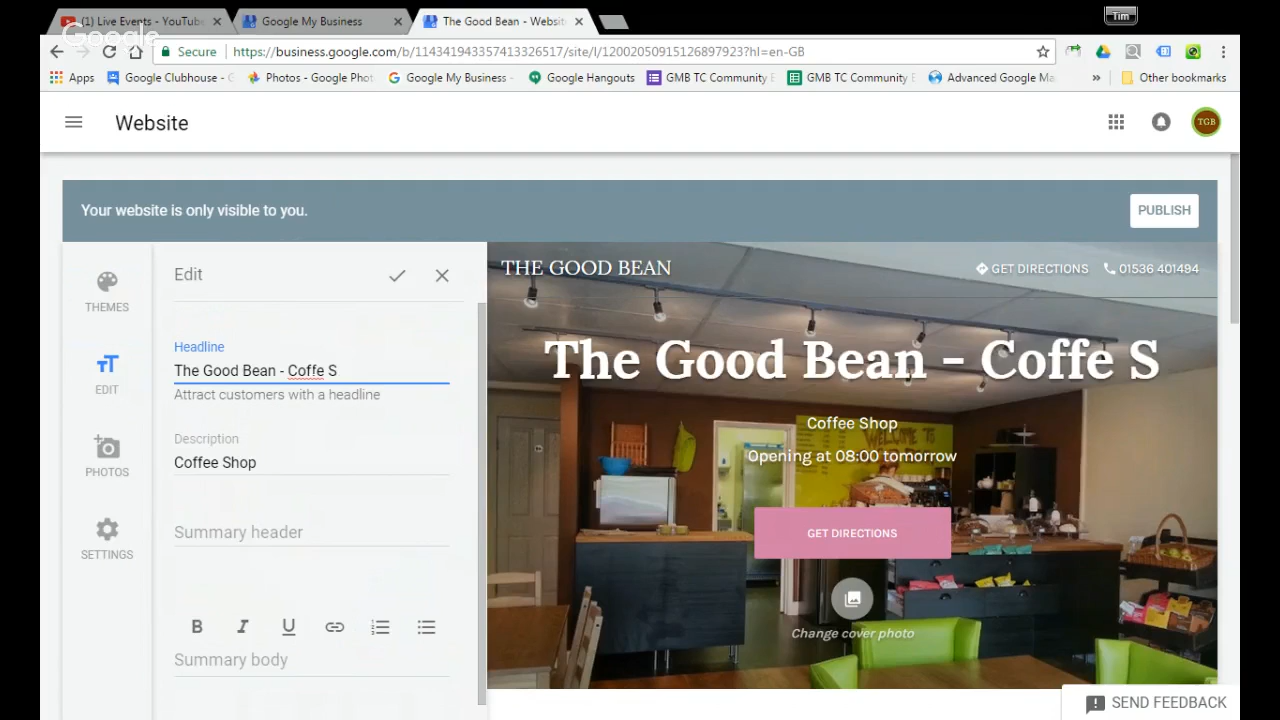 Tim
(1) Live Events - YouTube
Google My Business
The Good Bean - Websit
Google
Secure https://business.google.com/b/114341943357413326517/site/l/12002050915126897923?hl=en-GB
Apps Google Clubhouse - G Photos - Google Phot Google My Business - Google Hangouts GMB TC Community E GMB TC Community E Advanced Google Ma » Other bookmarks
Website
TGB
Your website is only visible to you.
PUBLISH
THEMES
EDIT
PHOTOS
SETTINGS
Edit
Headline
The Good Bean - Coffe S
Attract customers with a headline
Description
Coffee Shop
Summary header
B I U
Summary body
THE GOOD BEAN
GET DIRECTIONS 01536 401494
The Good Bean - Coffe S
Coffee Shop
WELCOME TO
Opening at 08:00 tomorrow
GET DIRECTIONS
Change cover photo
SEND FEEDBACK